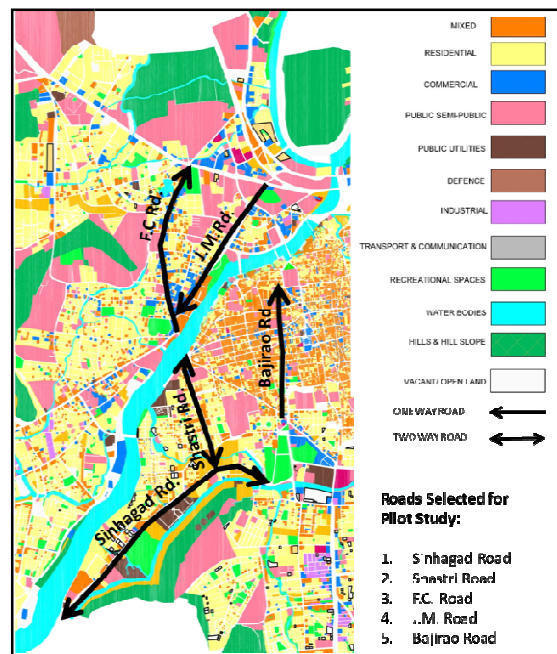 MIXED
RESIDENTIAL
COMMERCIAL
PUBLIC SEMI-PUBLIC
PUBLIC UTILITIES
DEFENCE
INDUSTRIAL
TRANSPORT & COMMUNICATION
RECREATIONAL SPACES
WATER BODIES
HILLS & HILL SLOPE
VACANT/ OPEN LAND
ONE WAY ROAD
TWO WAY ROAD
F.C Rd.
J.M. Rd.
Bajirao Rd
Shastri Rd.
Sinhagad Rd.
Roads Selected for
Pilot Study:
1. Sinhagad Road
2. Shastri Road
3. F.C. Road
4. J.M. Road
5. Bajirao Road